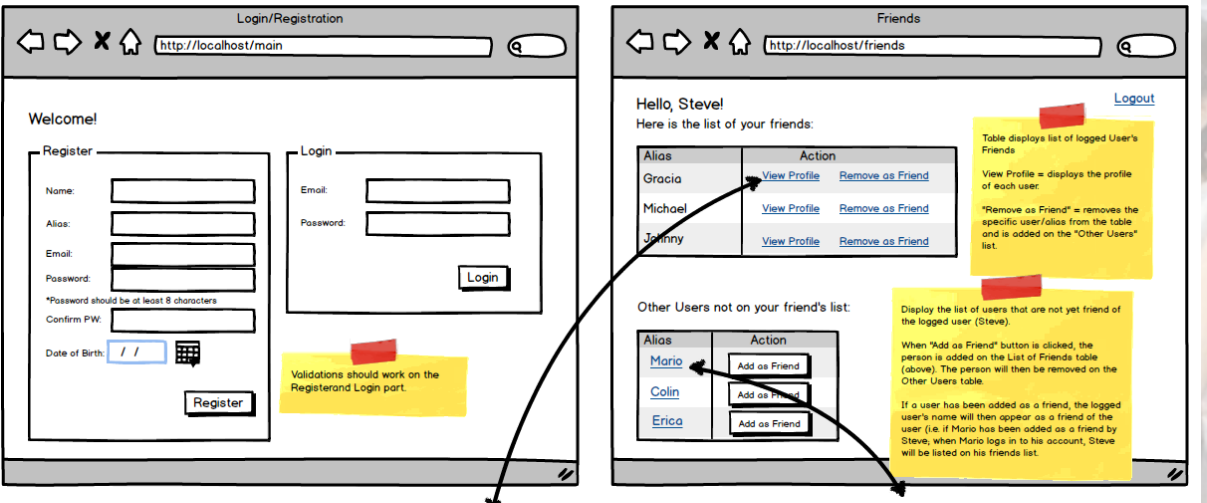 Login/Registration
http://localhost/main
Welcome!
Register
Name:
Alias:
Email:
Password:
*Password should be at least 8 characters
Confirm PW:
Date of Birth: / /
Register
Login
Email:
Password:
Login
Validations should work on the
Registerand Login part.
Friends
http://localhost/friends
Logout
Hello, Steve!
Here is the list of your friends:
Alias Action
Gracia View Profile Remove as Friend
Michael View Profile Remove as Friend
Johnny View Profile Remove as Friend
Table displays list of logged User's
Friends
View Profile = displays the profile
of each user.
"Remove as Friend" = removes the
specific user/alias from the table
and is added on the "Other Users"
list.
Other Users not on your friend's list:
Alias Action
Mario Add as Friend
Colin Add as Friend
Erica Add as Friend
Display the list of users that are not yet friend of
the logged user (Steve).
When "Add as Friend" button is clicked, the
person is added on the List of Friends table
(above). The person will then be removed on the
Other Users table.
If a user has been added as a friend, the logged
user's name will then appear as a friend of the
user (i.e. if Mario has been added as a friend by
Steve, when Mario logs in to his account, Steve
will be listed on his friends list.